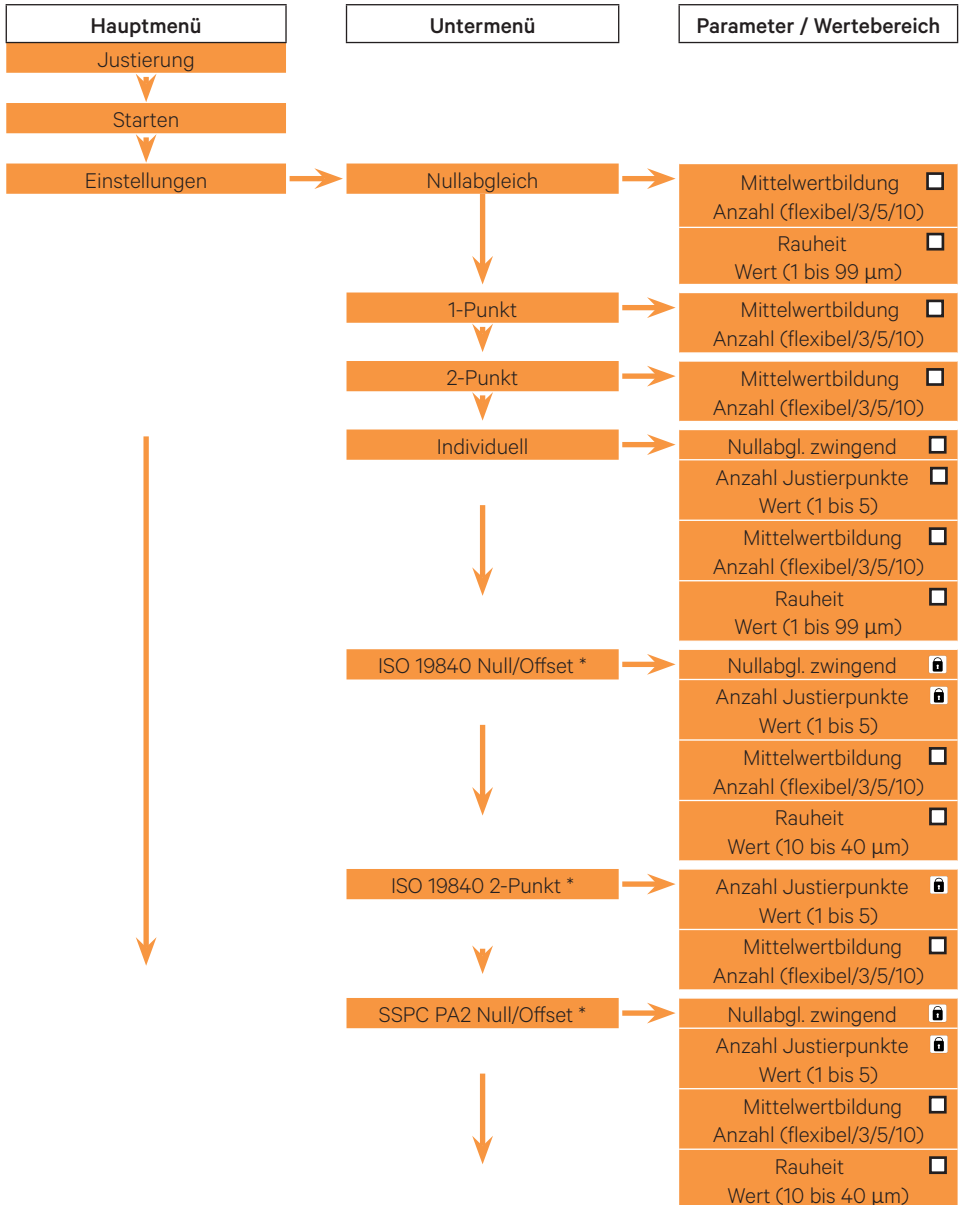 Hauptmenü
Untermenü
Parameter / Wertebereich
Justierung
Starten
Einstellungen
Nullabgleich
Mittelwertbildung
Anzahl (flexibel/3/5/10)
Rauheit
Wert (1 bis 99 µm)
1-Punkt
Mittelwertbildung
Anzahl (flexibel/3/5/10)
2-Punkt
Mittelwertbildung
Anzahl (flexibel/3/5/10)
Individuell
Nullabgl. zwingend
Anzahl Justierpunkte
Wert (1 bis 5)
Mittelwertbildung
Anzahl (flexibel/3/5/10)
Rauheit
Wert (1 bis 99 µm)
ISO 19840 Null/Offset *
Nullabgl. zwingend
Anzahl Justierpunkte
Wert (1 bis 5)
Mittelwertbildung
Anzahl (flexibel/3/5/10)
Rauheit
Wert (10 bis 40 µm)
ISO 19840 2-Punkt *
Anzahl Justierpunkte
Wert (1 bis 5)
Mittelwertbildung
Anzahl (flexibel/3/5/10)
SSPC PA2 Null/Offset *
Nullabgl. zwingend
Anzahl Justierpunkte
Wert (1 bis 5)
Mittelwertbildung
Anzahl (flexibel/3/5/10)
Rauheit
Wert (10 bis 40 µm)